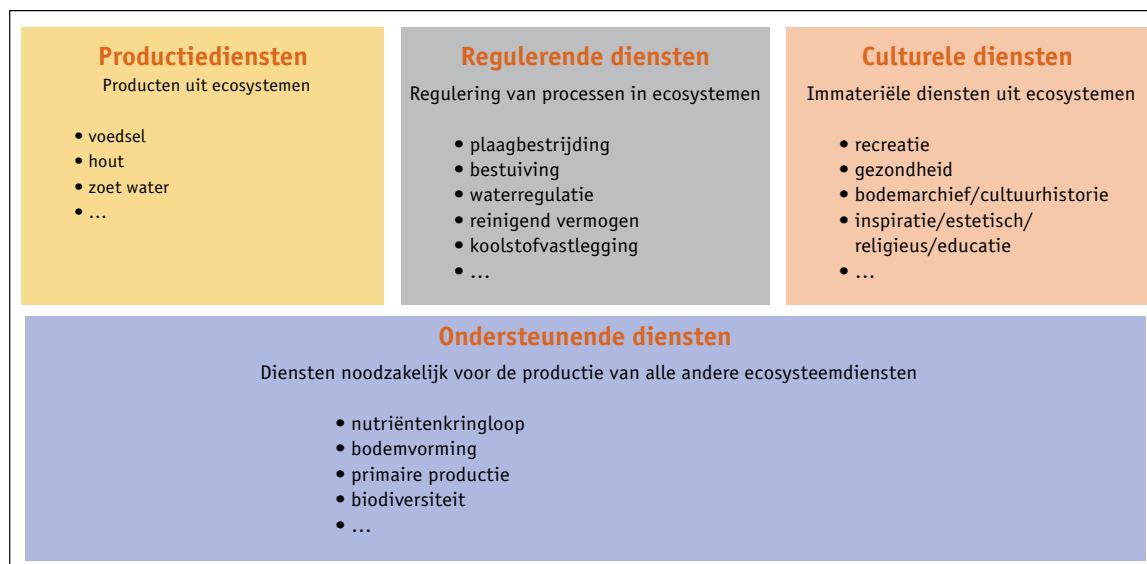 Productiediensten
Producten uit ecosystemen
• voedsel
• hout
• zoet water
• ...
Regulerende diensten
Regulering van processen in ecosystemen
• plaagbestrijding
• bestuiving
• waterregulatie
• reinigend vermogen
• koolstofvastlegging
• ...
Culturele diensten
Immateriële diensten uit ecosystemen
• recreatie
• gezondheid
• bodemarchief/cultuurhistorie
• inspiratie/estetisch/
religieus/educatie
• ...
Ondersteunende diensten
Diensten noodzakelijk voor de productie van alle andere ecosysteemdiensten
• nutriëntenkringloop
• bodemvorming
• primaire productie
• biodiversiteit
• ...